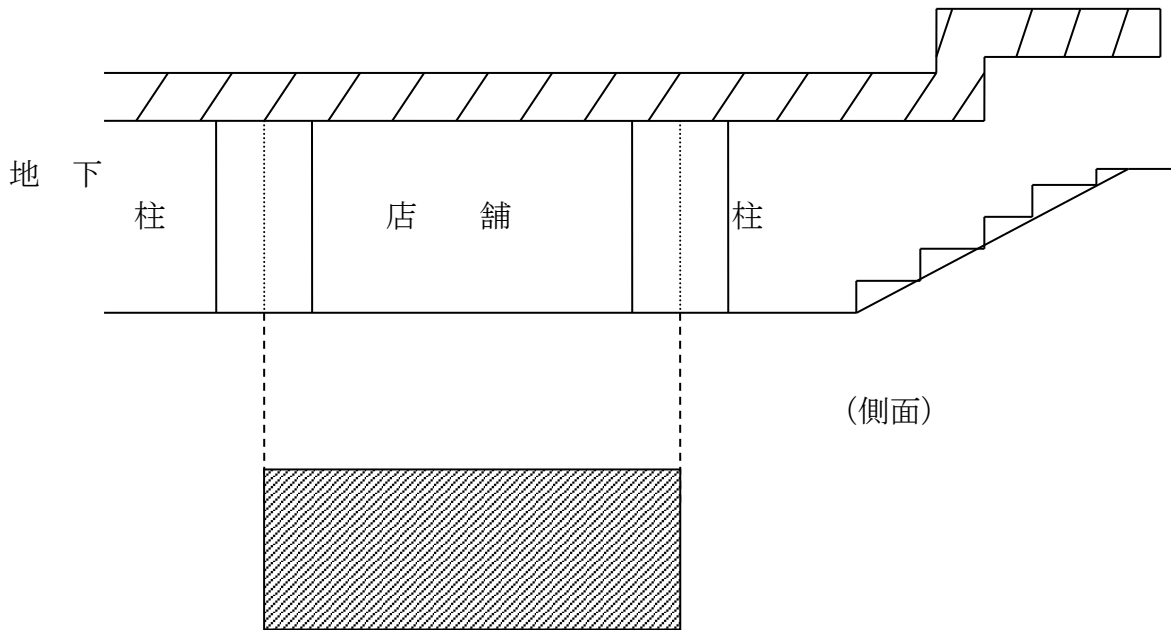 地　下
柱　店　舗　柱
（側面）